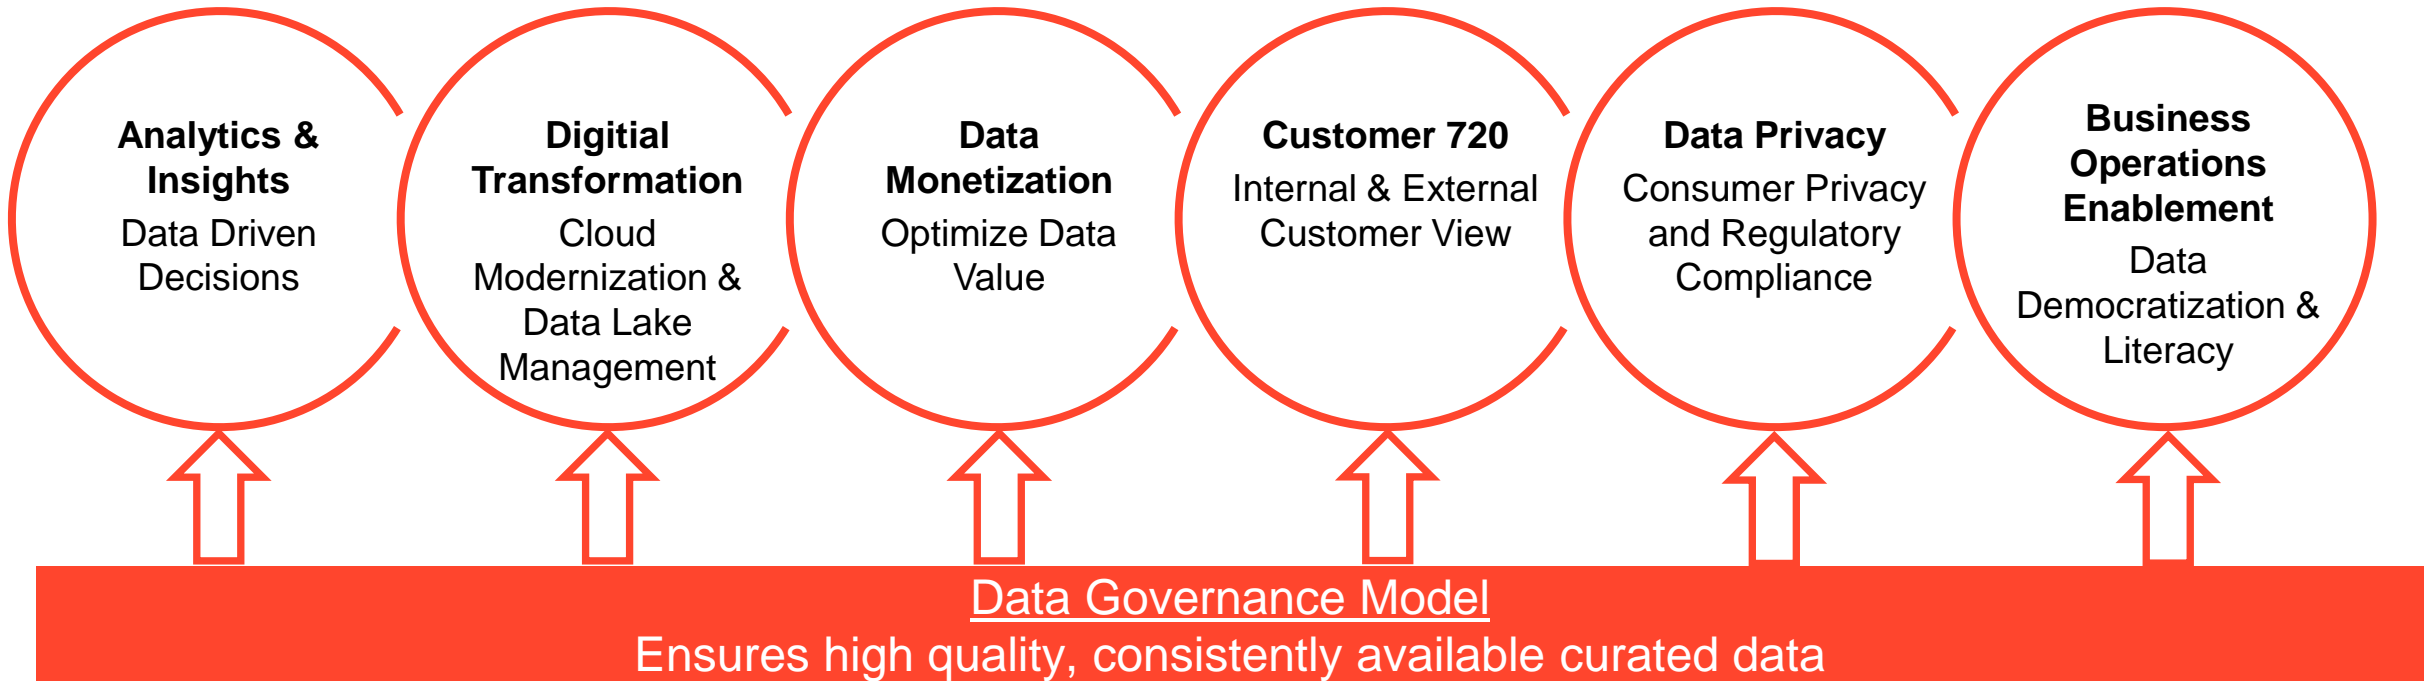 Analytics &
Insights
Data Driven
Decisions
Digitial
Transformation
Cloud
Modernization &
Data Lake
Management
Data
Monetization
Optimize Data
Value
Customer 720
Internal & External
Customer View
Data Privacy
Consumer Privacy
and Regulatory
Compliance
Business
Operations
Enablement
Data
Democratization &
Literacy
Data Governance Model
Ensures high quality, consistently available curated data